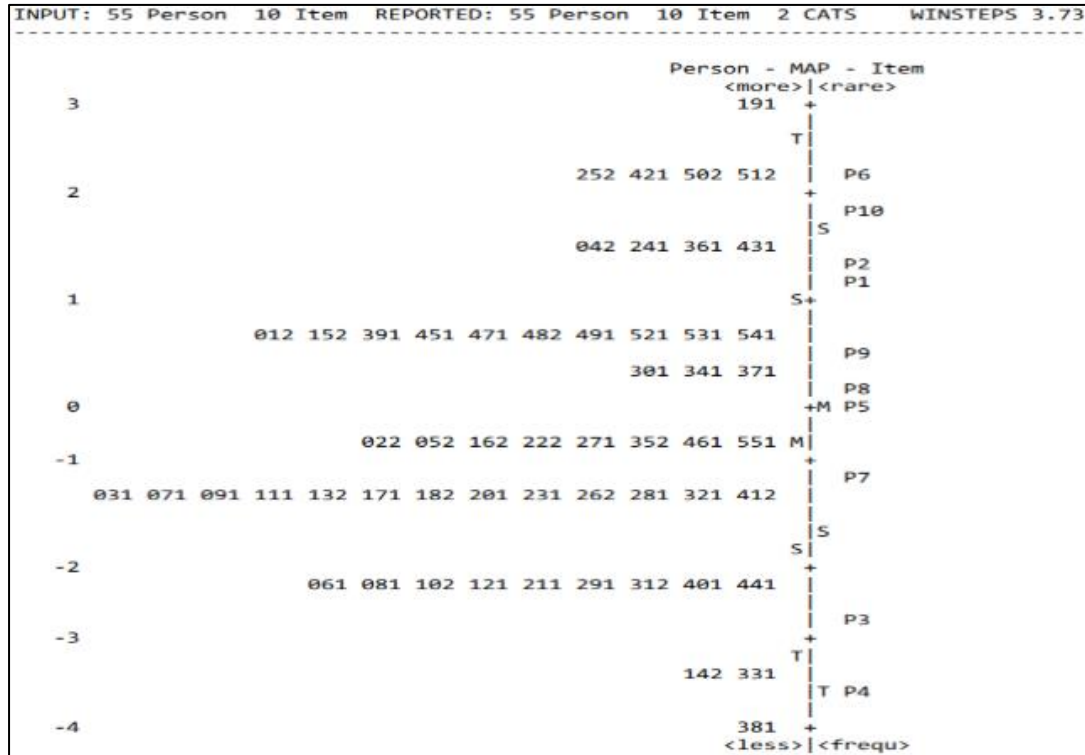 INPUT: 55 Person 10 Item REPORTED: 55 Person 10 Item 2 CATS WINSTEPS 3.73
--------------------------------------------------------------------------------
Person - MAP - Item
<more>|<rare>
3 191 +
|
T|
|
252 421 502 512 | P6
2 +
| P10
|S
042 241 361 431 |
| P2
| P1
1 S+
|
012 152 391 451 471 482 491 521 531 541 |
| P9
301 341 371 |
| P8
0 +M P5
|
022 052 162 222 271 352 461 551 M|
-1 +
| P7
031 071 091 111 132 171 182 201 231 262 281 321 412 |
|
|S
S|
-2 +
061 081 102 121 211 291 312 401 441 |
|
| P3
-3 +
T|
142 331 |
|T P4
|
-4 381 +
<less>|<frequ>